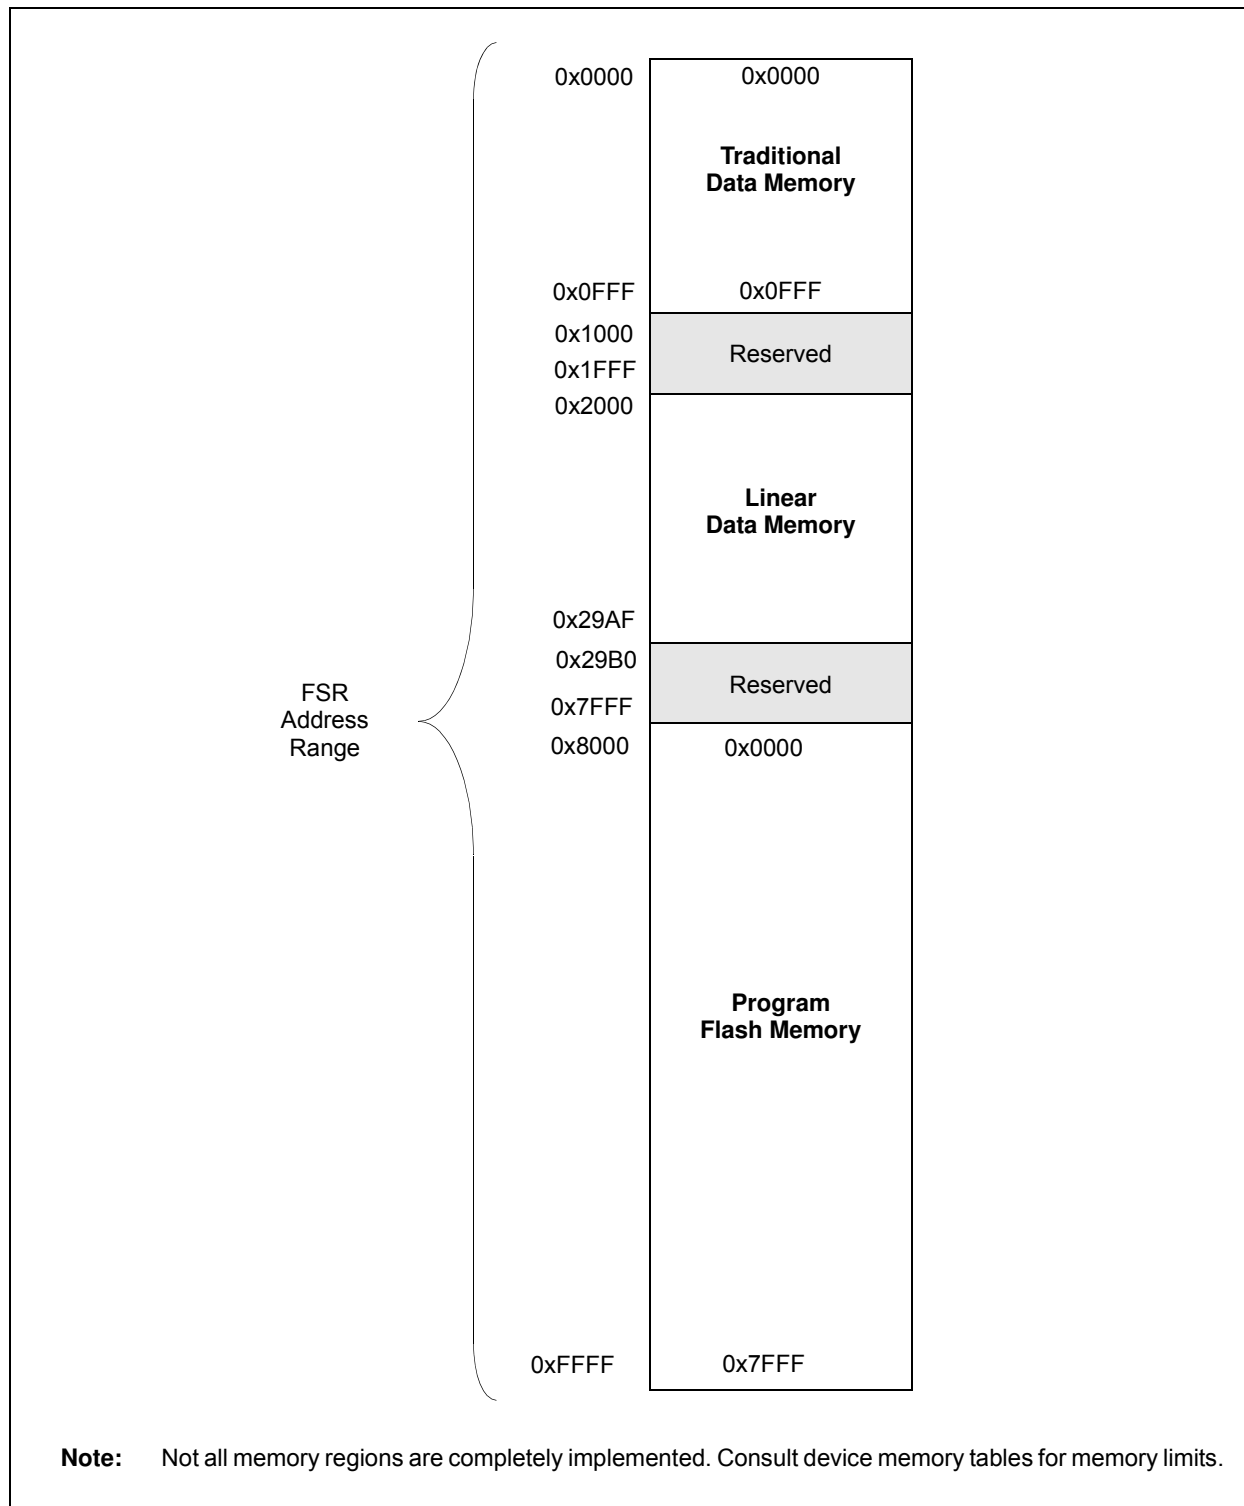 0x0000 0x0000
Traditional
Data Memory
0x0FFF 0x0FFF
0x1000
Reserved
0x1FFF
0x2000
Linear
Data Memory
0x29AF
0x29B0
Reserved
0x7FFF
FSR
Address
Range
0x8000 0x0000
Program
Flash Memory
0xFFFF 0x7FFF
Note: Not all memory regions are completely implemented. Consult device memory tables for memory limits.